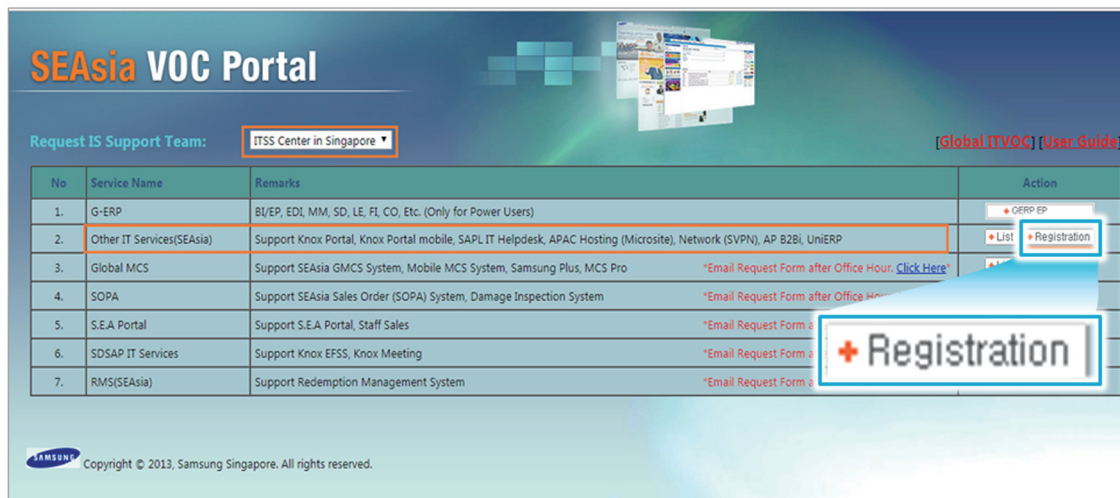 SEAsia VOC Portal
Request IS Support Team: ITSS Center in Singapore [Global ITVOC] [User Guide]
No Service Name Remarks Action
1. G-ERP BI/EP, EDI, MM, SD, LE, FI, CO, Etc. (Only for Power Users) GERP EP
2. Other IT Services(SEAsia) Support Knox Portal, Knox Portal mobile, SAPL IT Helpdesk, APAC Hosting (Microsite), Network (SVPN), AP B2Bi, UniERP List Registration
3. Global MCS Support SEAsia GMCS System, Mobile MCS System, Samsung Plus, MCS Pro *Email Request Form after Office Hour. Click Here*
4. SOPA Support SEAsia Sales Order (SOPA) System, Damage Inspection System *Email Request Form after Office
5. S.E.A Portal Support S.E.A Portal, Staff Sales *Email Request Form
6. SDSAP IT Services Support Knox EFSS, Knox Meeting *Email Request Form
7. RMS(SEAsia) Support Redemption Management System *Email Request Form
+ Registration
SAMSUNG Copyright © 2013, Samsung Singapore. All rights reserved.